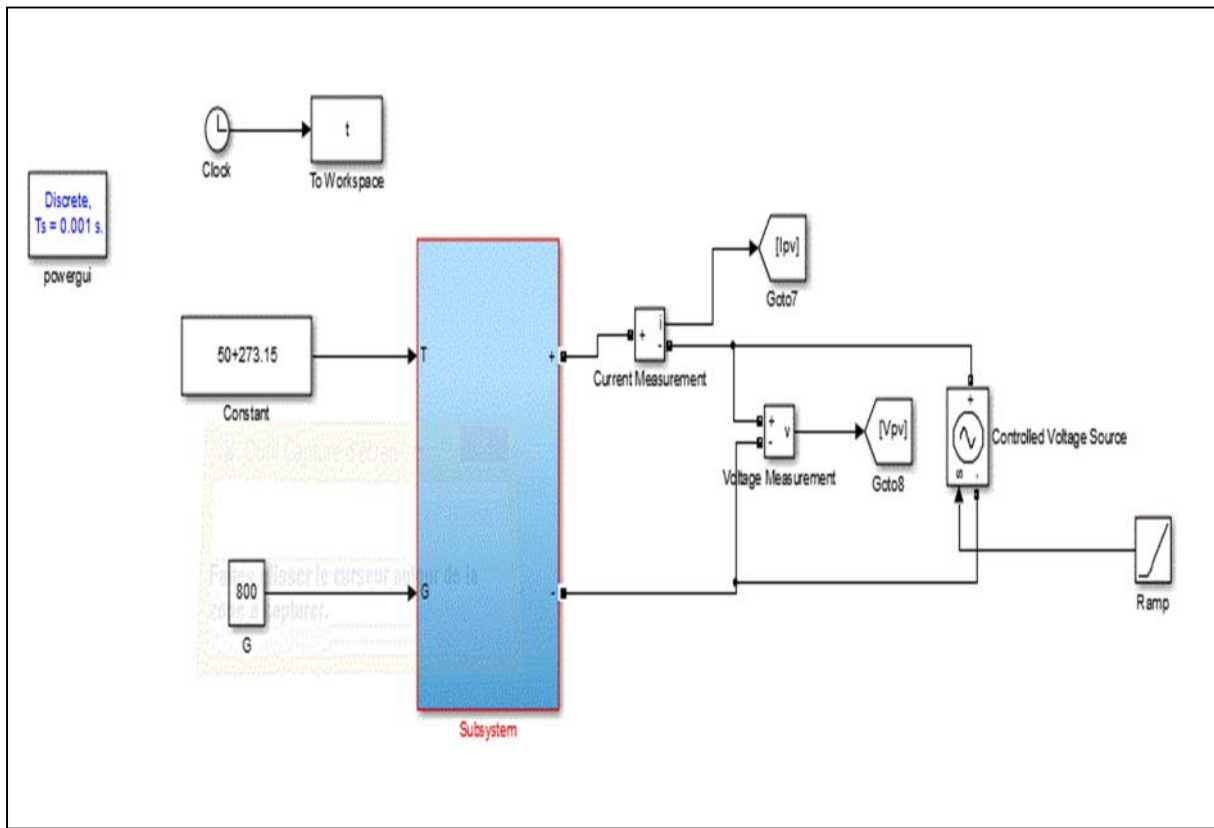 t
Clock
To Workspace
Discrete,
Ts = 0.001 s.
powergui
[Ipv]
Goto7
50+273.15
Constant
T
+
+
i
-
Current Measurement
+
-
v
Voltage Measurement
[Vpv]
Goto8
+
s
-
Controlled Voltage Source
Outil Capture d'écran
Faites glisser le curseur autour de la
zone à capturer.
800
G
G
-
Ramp
Subsystem